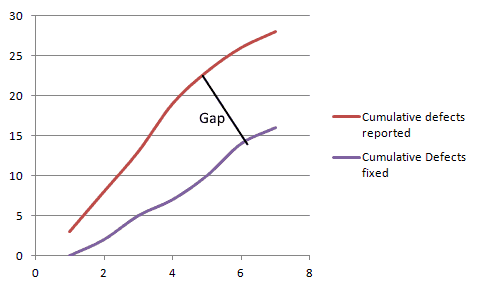 30
25
20
15
10
5
0
0 2 4 6 8
Gap
Cumulative defects
reported
Cumulative Defects
fixed